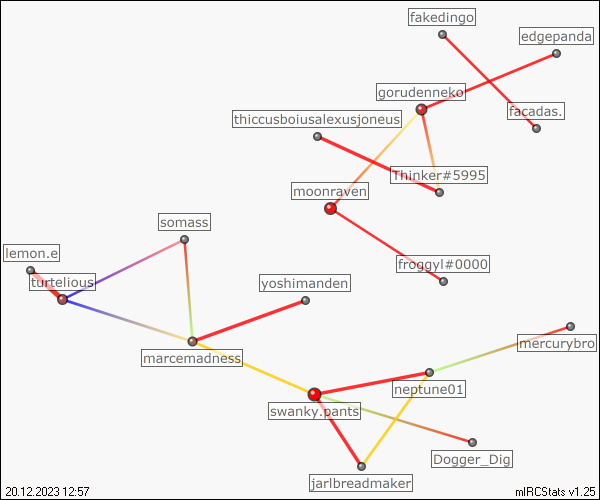 fakedingo
edgepanda
gorudenneko
thiccusboiusalexusjoneus
facadas.
Thinker#5995
moonraven
somass
lemon.e
turtelious
froggyl#0000
yoshimanden
marcemadness
mercurybro
neptune01
swanky.pants
Dogger_Dig
jarlbreadmaker
20.12.2023 12:57
mIRCStats v1.25